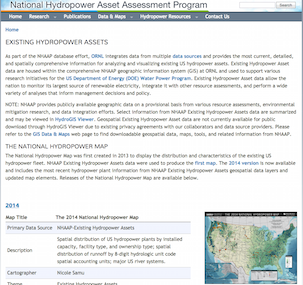 National Hydropower Asset Assessment Program
Home Research Publications Data & Maps Hydropower Resources Contact Us
Home
EXISTING HYDROPOWER ASSETS
As part of the NHAAP database effort, ORNL integrates data from multiple data sources and provides the most current, detailed,
and spatially comprehensive information for analyzing and visualizing existing US hydropower assets. Existing Hydropower Asset
data are housed within the comprehensive NHAAP geographic information system (GIS) at ORNL and used to support various
research initiatives for the US Department of Energy (DOE) Water Power Program. Existing Hydropower Asset data allow the
nation to monitor its largest source of renewable electricity, integrate it with other resource assessments, and perform a variety
of analyses that inform management decisions and policy.
NOTE: NHAAP provides publicly available geographic data on a provisional basis from various resource assessments, environmental
mitigation research, and data integration efforts. Select information from NHAAP Existing Hydropower Assets data are summarized
and may be viewed in HydroGIS Viewer. Geospatial Existing Hydropower Asset data are not currently available for public
download through HydroGIS Viewer due to existing privacy agreements with our collaborators and data source providers. Please
refer to the GIS Data & Maps web page to find downloadable geospatial data, maps, tools, and related information from NHAAP.
THE NATIONAL HYDROPOWER MAP
The National Hydropower Map was first created in 2013 to display the distribution and characteristics of the existing US
hydropower fleet. NHAAP Existing Hydropower Assets data were used to produce the first map. The 2014 version is now available
and includes the most recent hydropower plant information from NHAAP Existing Hydropower Assets geospatial data layers and
updated map elements. Releases of the National Hydropower Map are available below.
2014
Map Title The 2014 National Hydropower Map
Primary Data Source NHAAP Existing Hydropower Assets
Description Spatial distribution of US hydropower plants by installed
capacity, facility type, and ownership type; spatial
distribution of runoff by 8-digit hydrologic unit code
spatial accounting units; major US river systems.
Cartographer Nicole Samu
Theme Existing Hydropower Assets